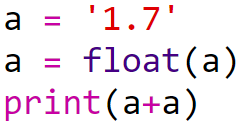 a = '1.7'
a = float(a)
print(a+a)